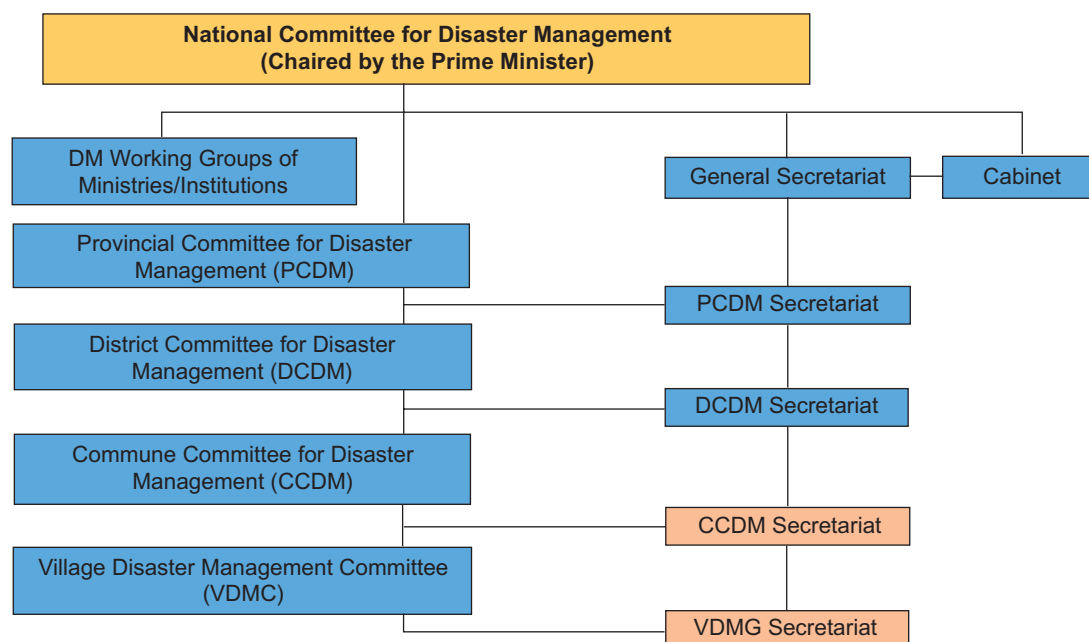 National Committee for Disaster Management
(Chaired by the Prime Minister)
DM Working Groups of
Ministries/Institutions
General Secretariat
Cabinet
Provincial Committee for Disaster
Management (PCDM)
PCDM Secretariat
District Committee for Disaster
Management (DCDM)
DCDM Secretariat
Commune Committee for Disaster
Management (CCDM)
CCDM Secretariat
Village Disaster Management Committee
(VDMC)
VDMG Secretariat